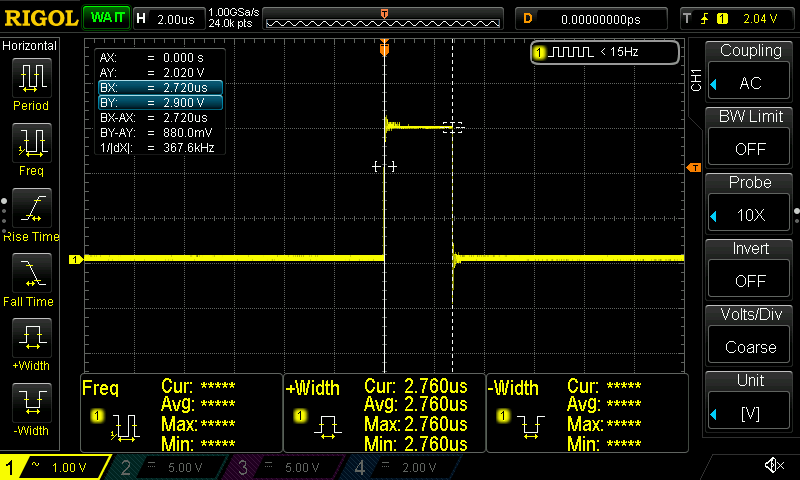 RIGOL WAIT H 2.00us 1.00GSa/s 24.0k pts D 0.00000000ps T 1 2.04 V
Horizontal
Period
Freq
Rise Time
Fall Time
+Width
-Width
AX: = 0.000 s
AY: = 2.020 V
BX: = 2.720us
BY: = 2.900 V
BX-AX: = 2.720us
BY-AY: = 880.0mV
1/|dX|: = 367.6kHz
T
1 < 15Hz
1
T
CH1
Coupling
AC
BW Limit
OFF
Probe
10X
Invert
OFF
Volts/Div
Coarse
Unit
[V]
Freq
1
Cur: *****
Avg: *****
Max: *****
Min: *****
+Width
1
Cur: 2.760us
Avg: 2.760us
Max: 2.760us
Min: 2.760us
-Width
1
Cur: *****
Avg: *****
Max: *****
Min: *****
1 ~ 1.00 V 2 5.00 V 3 5.00 V 4 2.00 V